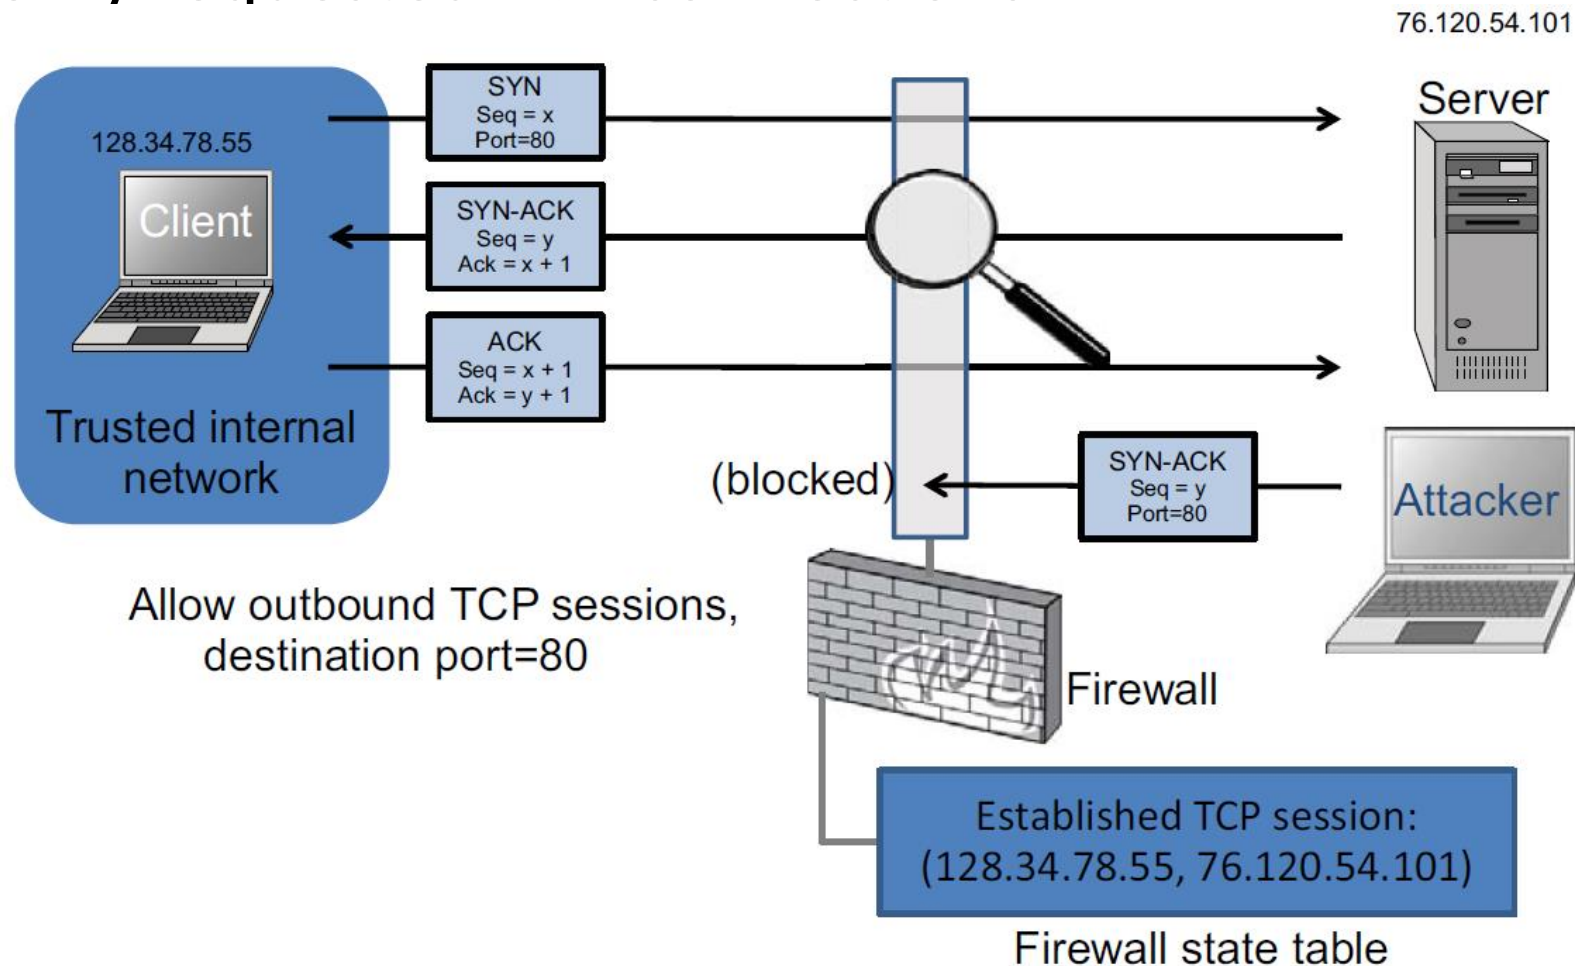 76.120.54.101
Server
128.34.78.55
Client
Trusted internal
network
SYN
Seq = x
Port=80
SYN-ACK
Seq = y
Ack = x + 1
ACK
Seq = x + 1
Ack = y + 1
(blocked)
SYN-ACK
Seq = y
Port=80
Attacker
Allow outbound TCP sessions,
destination port=80
Firewall
Established TCP session:
(128.34.78.55, 76.120.54.101)
Firewall state table